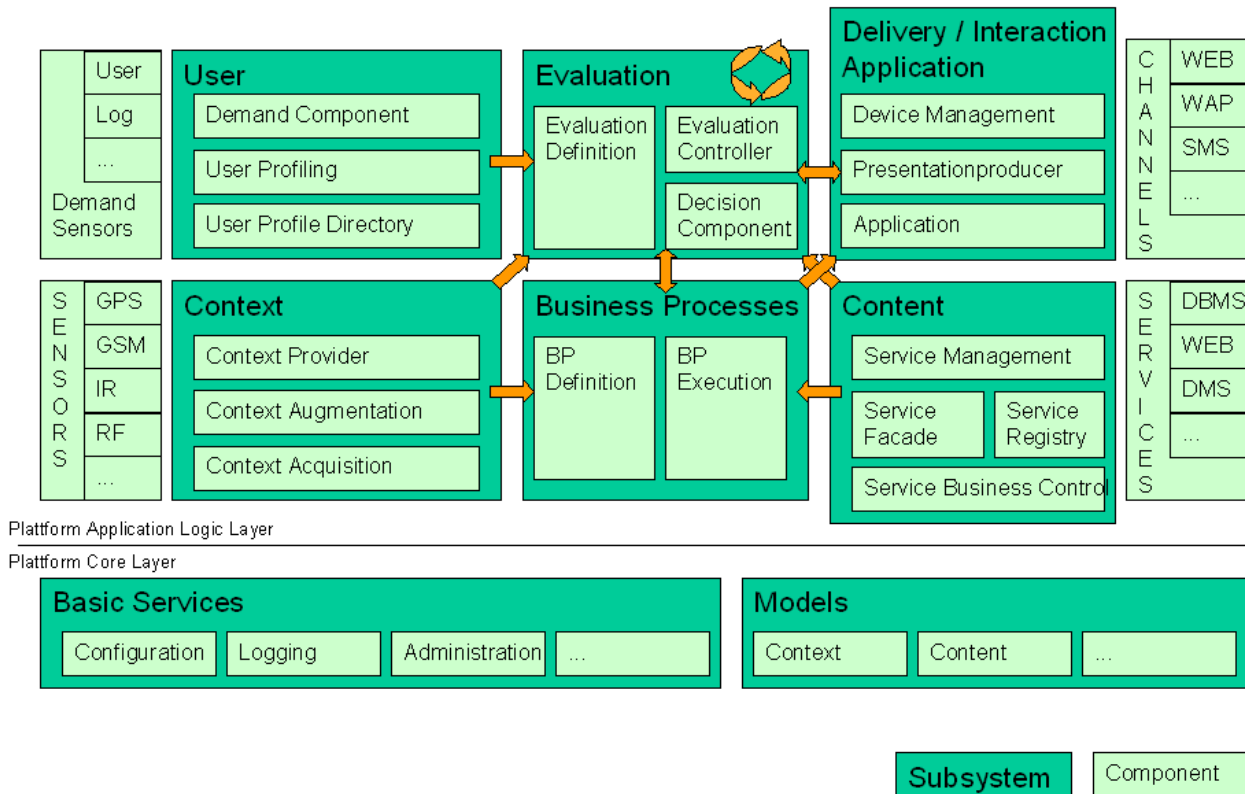 User
Log
...
Demand
Sensors
User
Demand Component
User Profiling
User Profile Directory
Evaluation
Evaluation
Definition
Evaluation
Controller
Decision
Component
Delivery / Interaction
Application
Device Management
Presentationproducer
Application
CHANNELS
WEB
WAP
SMS
...
SENSORS
GPS
GSM
IR
RF
...
Context
Context Provider
Context Augmentation
Context Acquisition
Business Processes
BP
Definition
BP
Execution
Content
Service Management
Service
Facade
Service
Registry
Service Business Control
SERVICES
DBMS
WEB
DMS
...
Plattform Application Logic Layer
Plattform Core Layer
Basic Services
Configuration
Logging
Administration
...
Models
Context
Content
...
Subsystem
Component